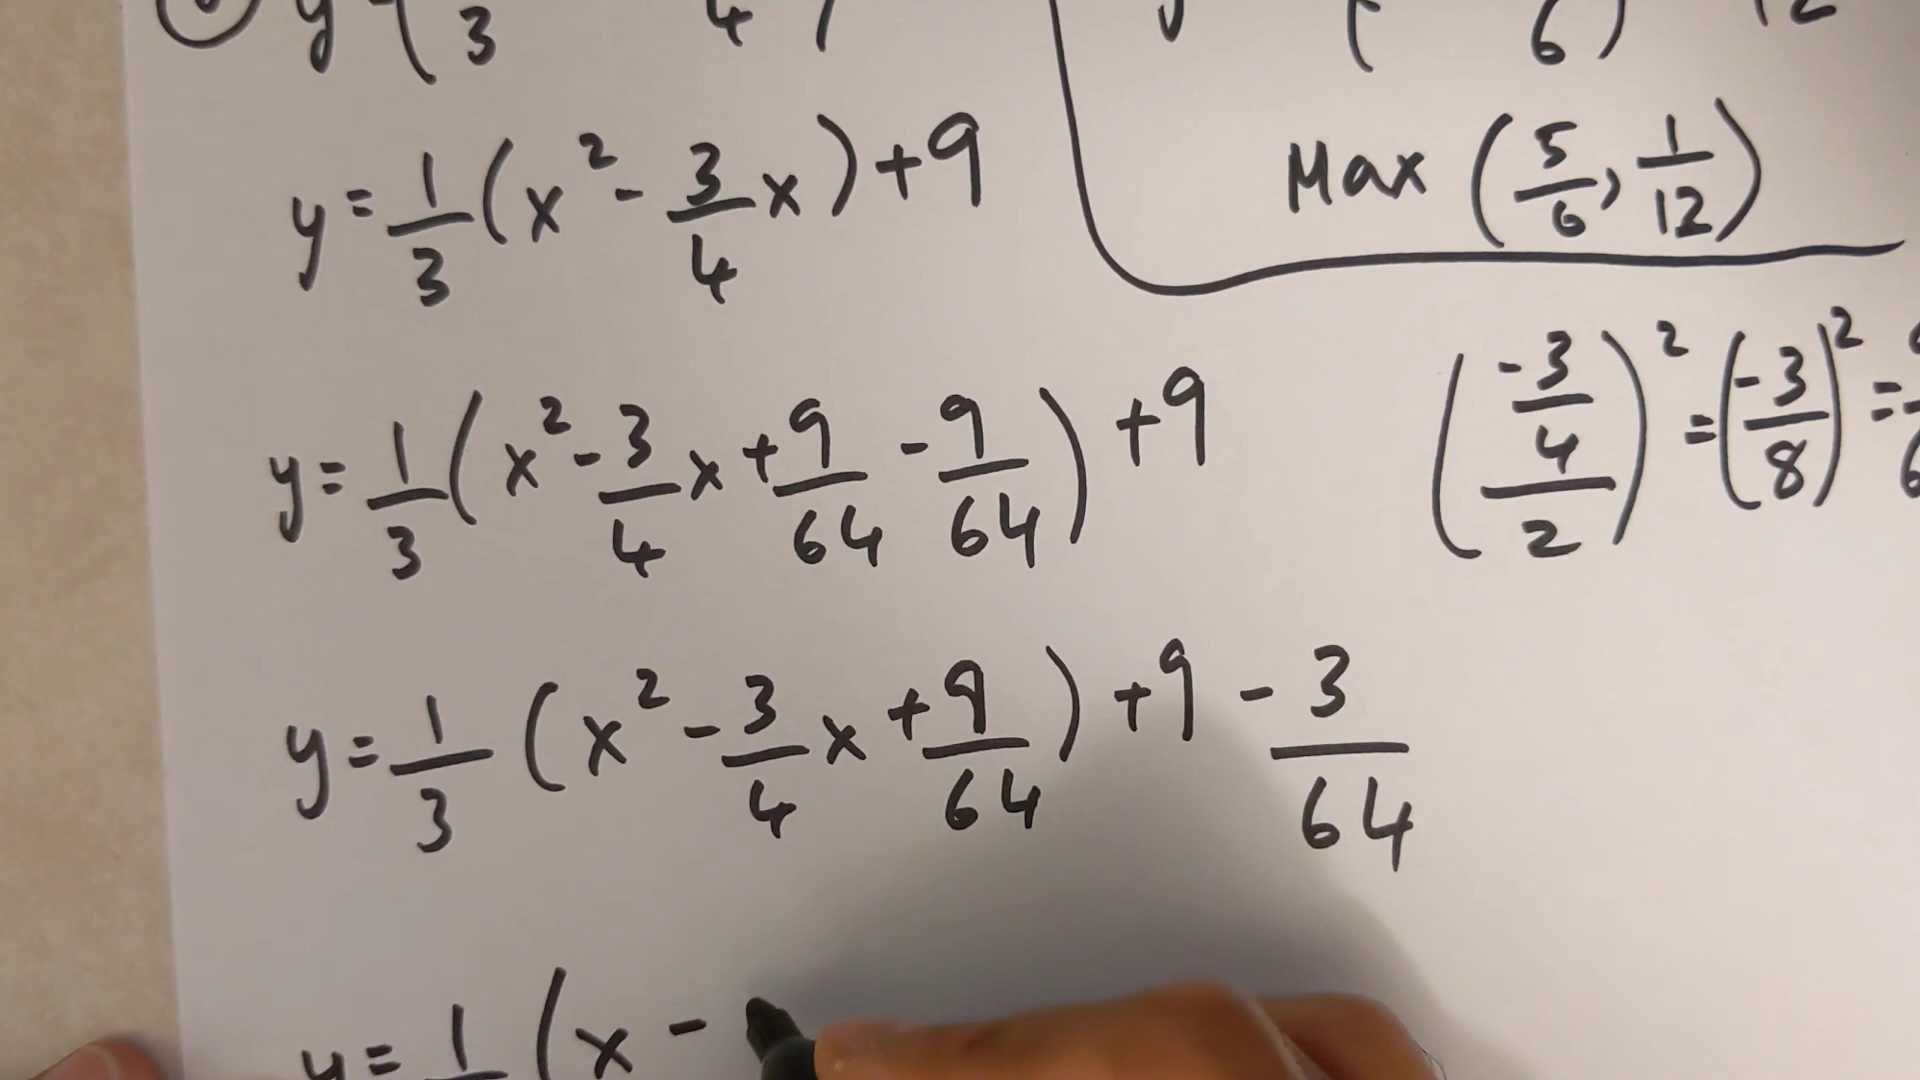 y = 1/3 (x² - 3/4 x) + 9
Max (5/6, 1/12)
y = 1/3 (x² - 3/4 x + 9/64 - 9/64) + 9
((-3/4)/2)² = (-3/8)² =
y = 1/3 (x² - 3/4 x + 9/64) + 9 - 3/64
y = 1 (x -